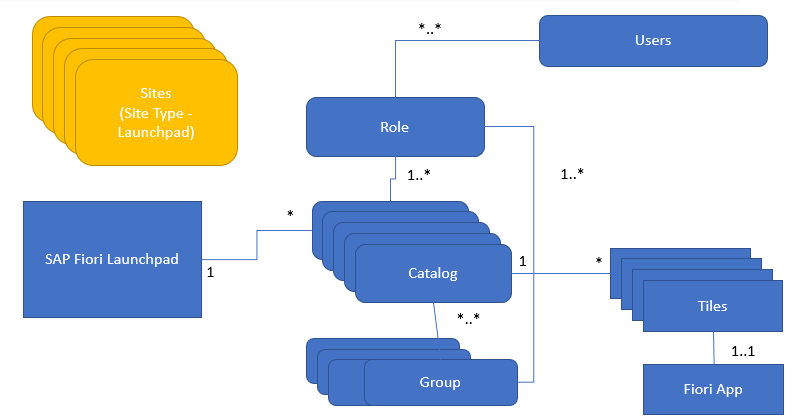 *..*
Users
Sites
(Site Type -
Launchpad)
Role
1..*
1..*
*
SAP Fiori Launchpad
1
Catalog
1
*
Tiles
*..*
1..1
Group
Fiori App